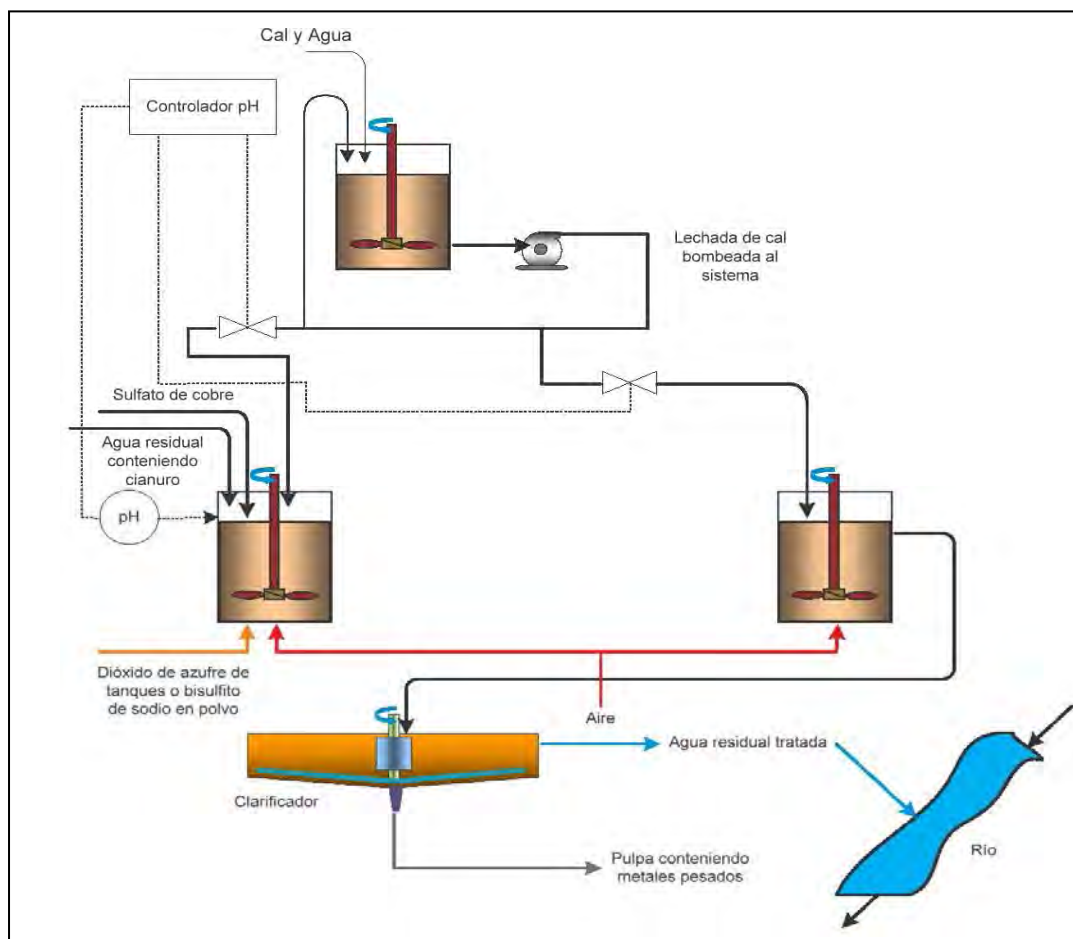 Cal y Agua
Controlador pH
Lechada de cal
bombeada al
sistema
Sulfato de cobre
Agua residual
conteniendo
cianuro
pH
Dióxido de azufre de
tanques o bisulfito
de sodio en polvo
Aire
Agua residual tratada
Clarificador
Río
Pulpa conteniendo
metales pesados